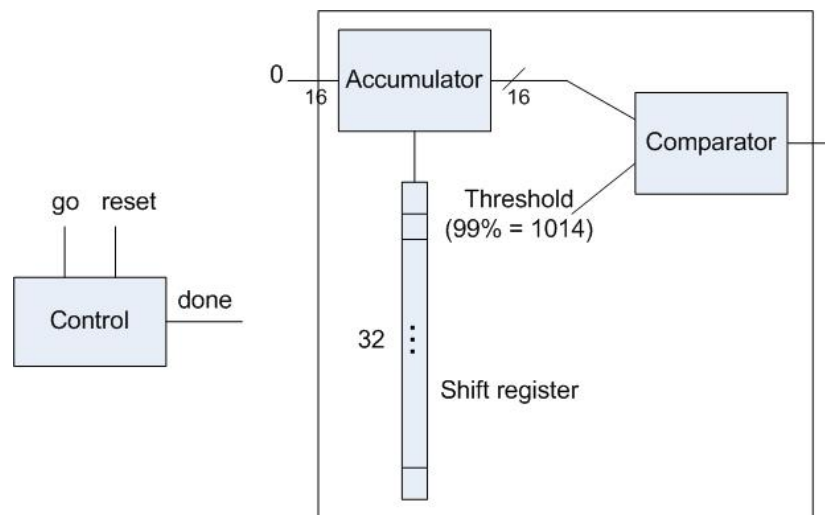 0
16
Accumulator
16
Comparator
Threshold
(99% = 1014)
go reset
Control
done
32
Shift register